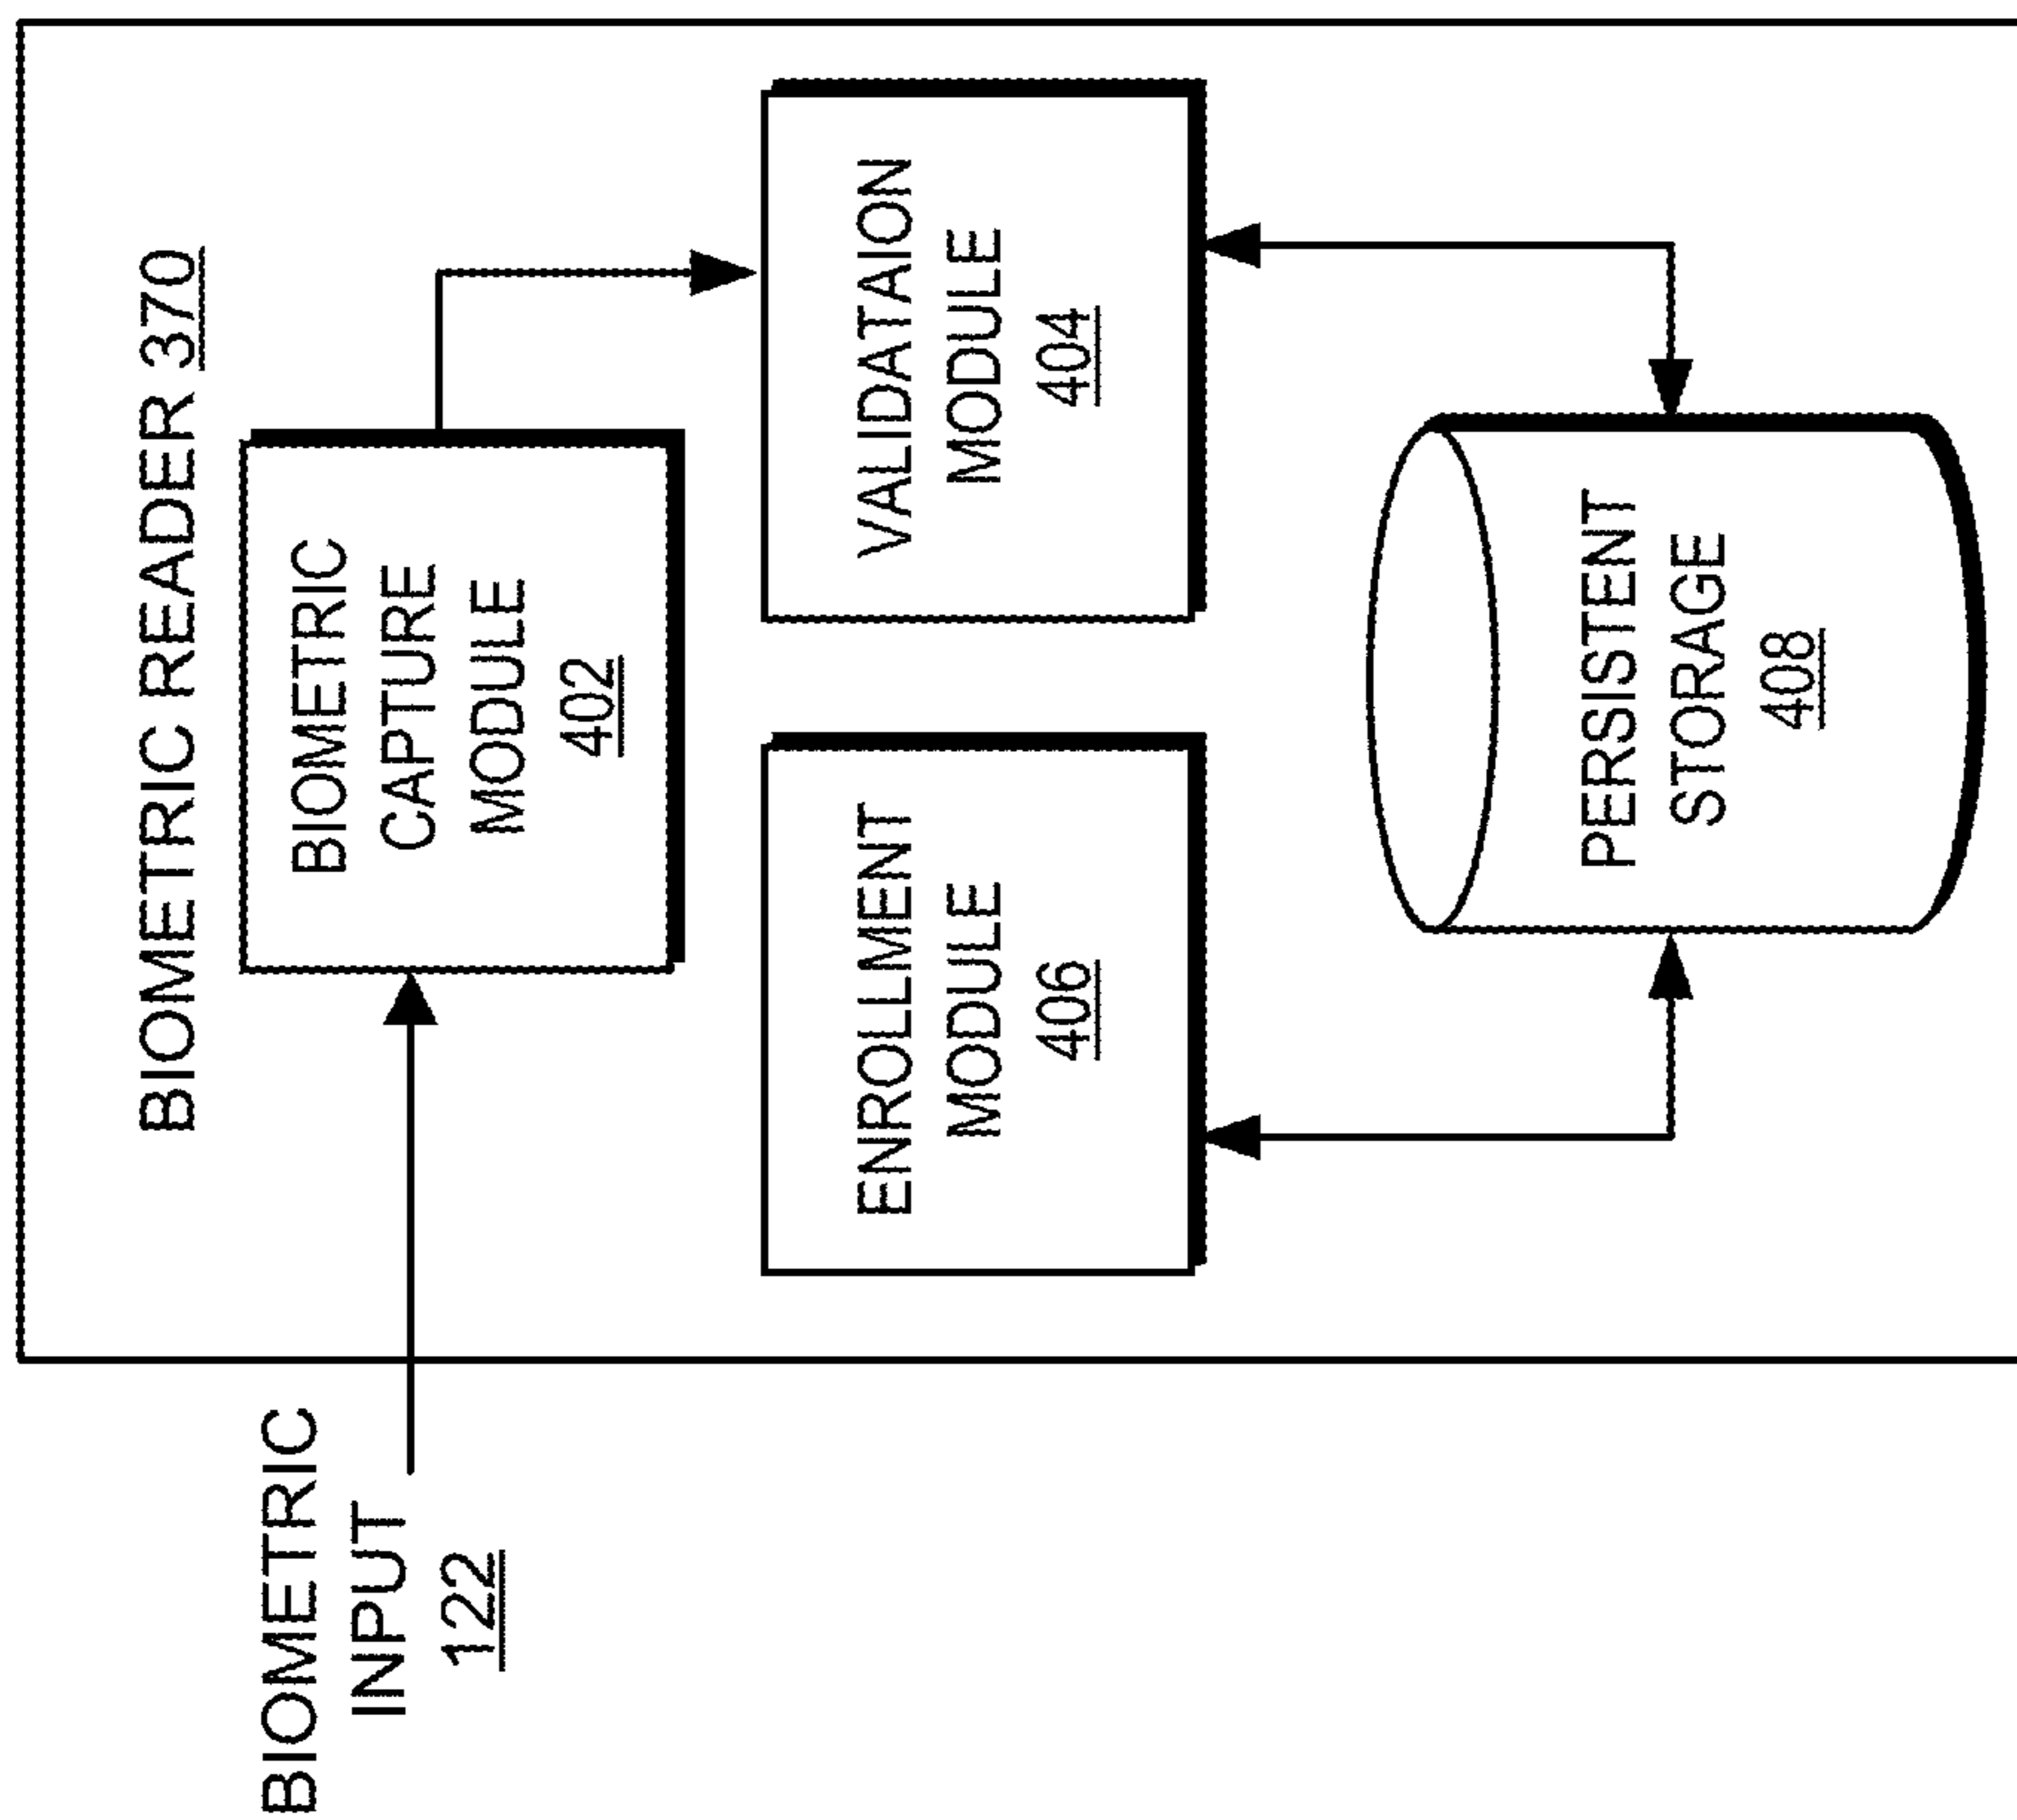 BIOMETRIC READER 370
BIOMETRIC
INPUT
122
BIOMETRIC
CAPTURE
MODULE
402
ENROLLMENT
MODULE
406
VALIDATAION
MODULE
404
PERSISTENT
STORAGE
408